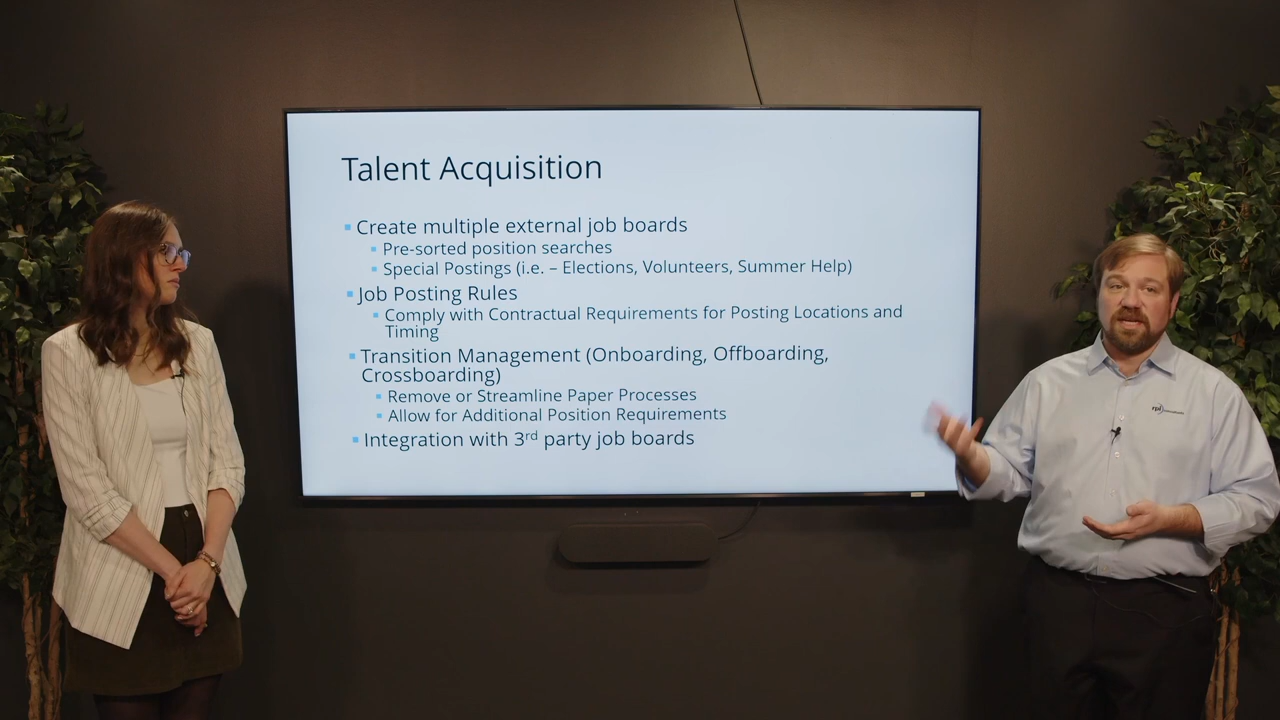 Talent Acquisition
Create multiple external job boards
Pre-sorted position searches
Special Postings (i.e. – Elections, Volunteers, Summer Help)
Job Posting Rules
Comply with Contractual Requirements for Posting Locations and
Timing
Transition Management (Onboarding, Offboarding,
Crossboarding)
Remove or Streamline Paper Processes
Allow for Additional Position Requirements
Integration with 3rd party job boards
rpi